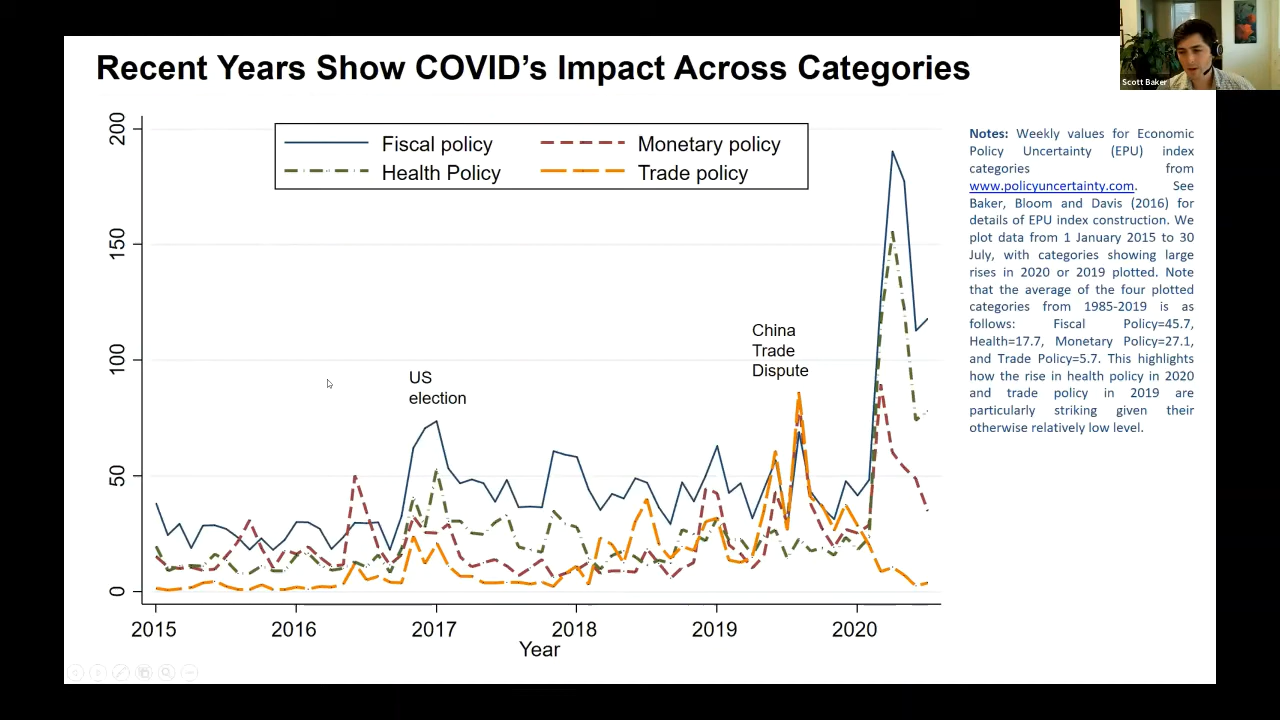 Recent Years Show COVID's Impact Across Categories
Scott Baker
Fiscal policy
Monetary policy
Health Policy
Trade policy
200
150
100
50
0
US
election
China
Trade
Dispute
2015
2016
2017
2018
2019
2020
Year
Notes: Weekly values for Economic
Policy Uncertainty (EPU) index
categories from
www.policyuncertainty.com. See
Baker, Bloom and Davis (2016) for
details of EPU index construction. We
plot data from 1 January 2015 to 30
July, with categories showing large
rises in 2020 or 2019 plotted. Note
that the average of the four plotted
categories from 1985-2019 is as
follows: Fiscal Policy=45.7,
Health=17.7, Monetary Policy=27.1,
and Trade Policy=5.7. This highlights
how the rise in health policy in 2020
and trade policy in 2019 are
particularly striking given their
otherwise relatively low level.